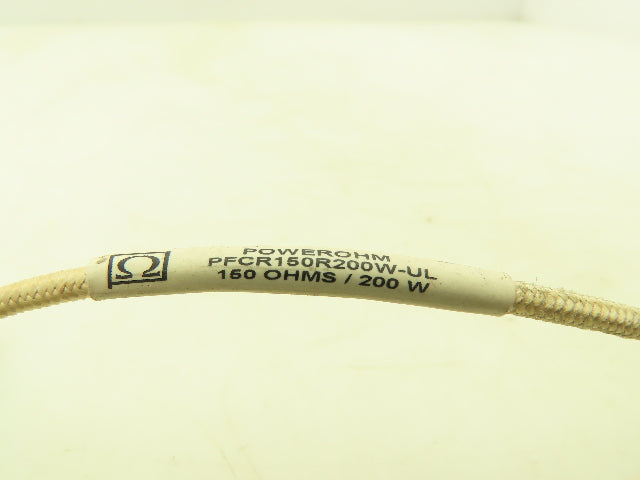 POWEROHM
Ω PFCR150R200W-UL
150 OHMS / 200 W